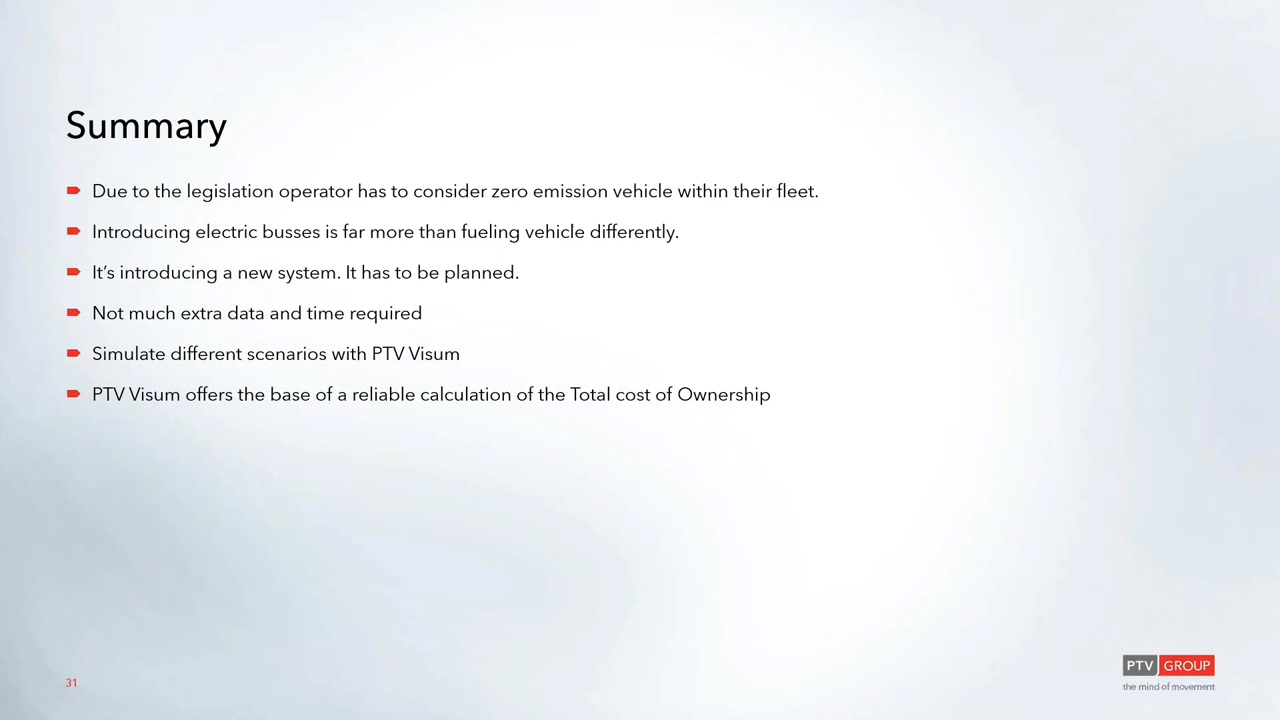 Summary
Due to the legislation operator has to consider zero emission vehicle within their fleet.
Introducing electric busses is far more than fueling vehicle differently.
It’s introducing a new system. It has to be planned.
Not much extra data and time required
Simulate different scenarios with PTV Visum
PTV Visum offers the base of a reliable calculation of the Total cost of Ownership
31
PTV GROUP
the mind of movement